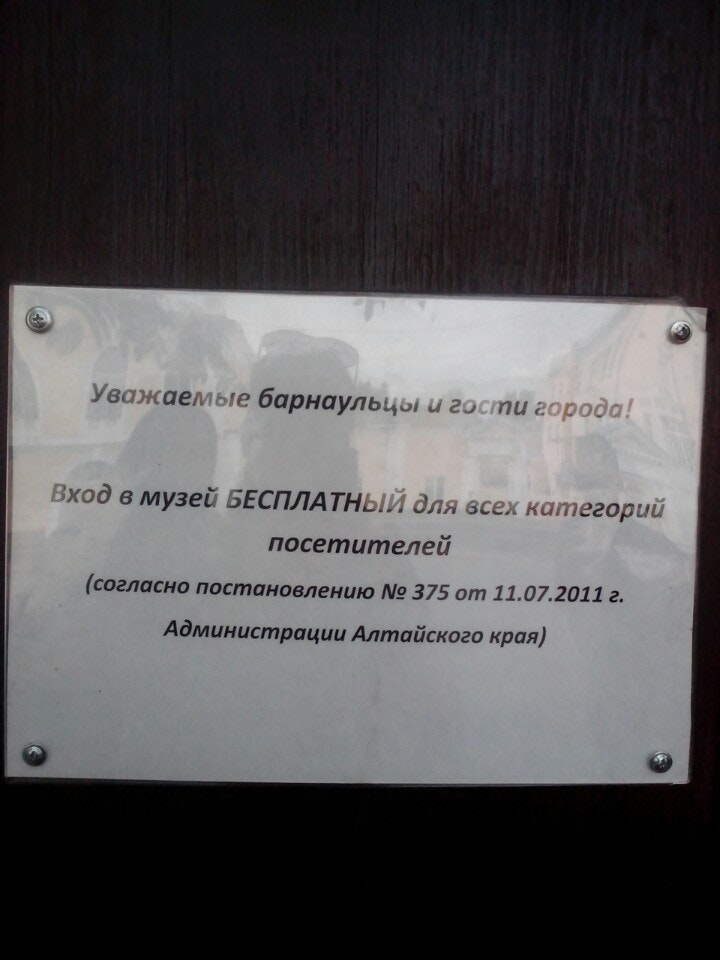 Уважаемые барнаульцы и гости города!
Вход в музей БЕСПЛАТНЫЙ для всех категорий
посетителей
(согласно постановлению № 375 от 11.07.2011 г.
Администрации Алтайского края)